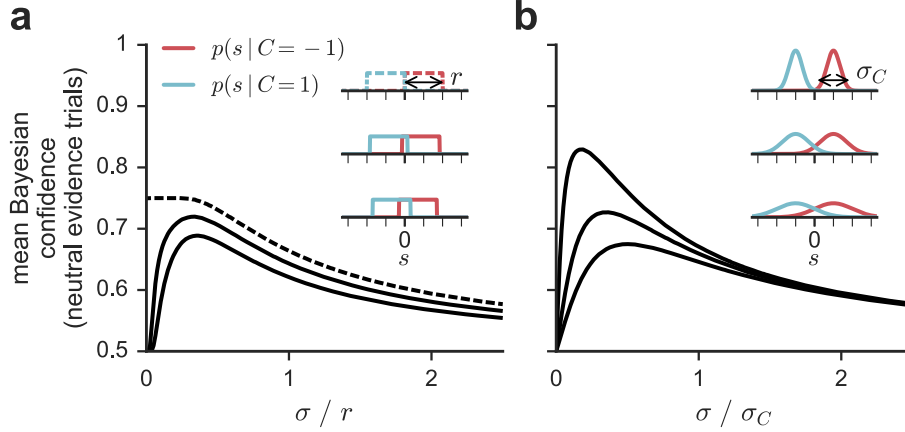 a
b
mean Bayesian
confidence
(neutral evidence trials)
1
0.9
0.8
0.7
0.6
0.5
p(s | C = −1)
p(s | C = 1)
r
0
s
0
1
2
σ / r
σ_C
0
s
0
1
2
σ / σ_C